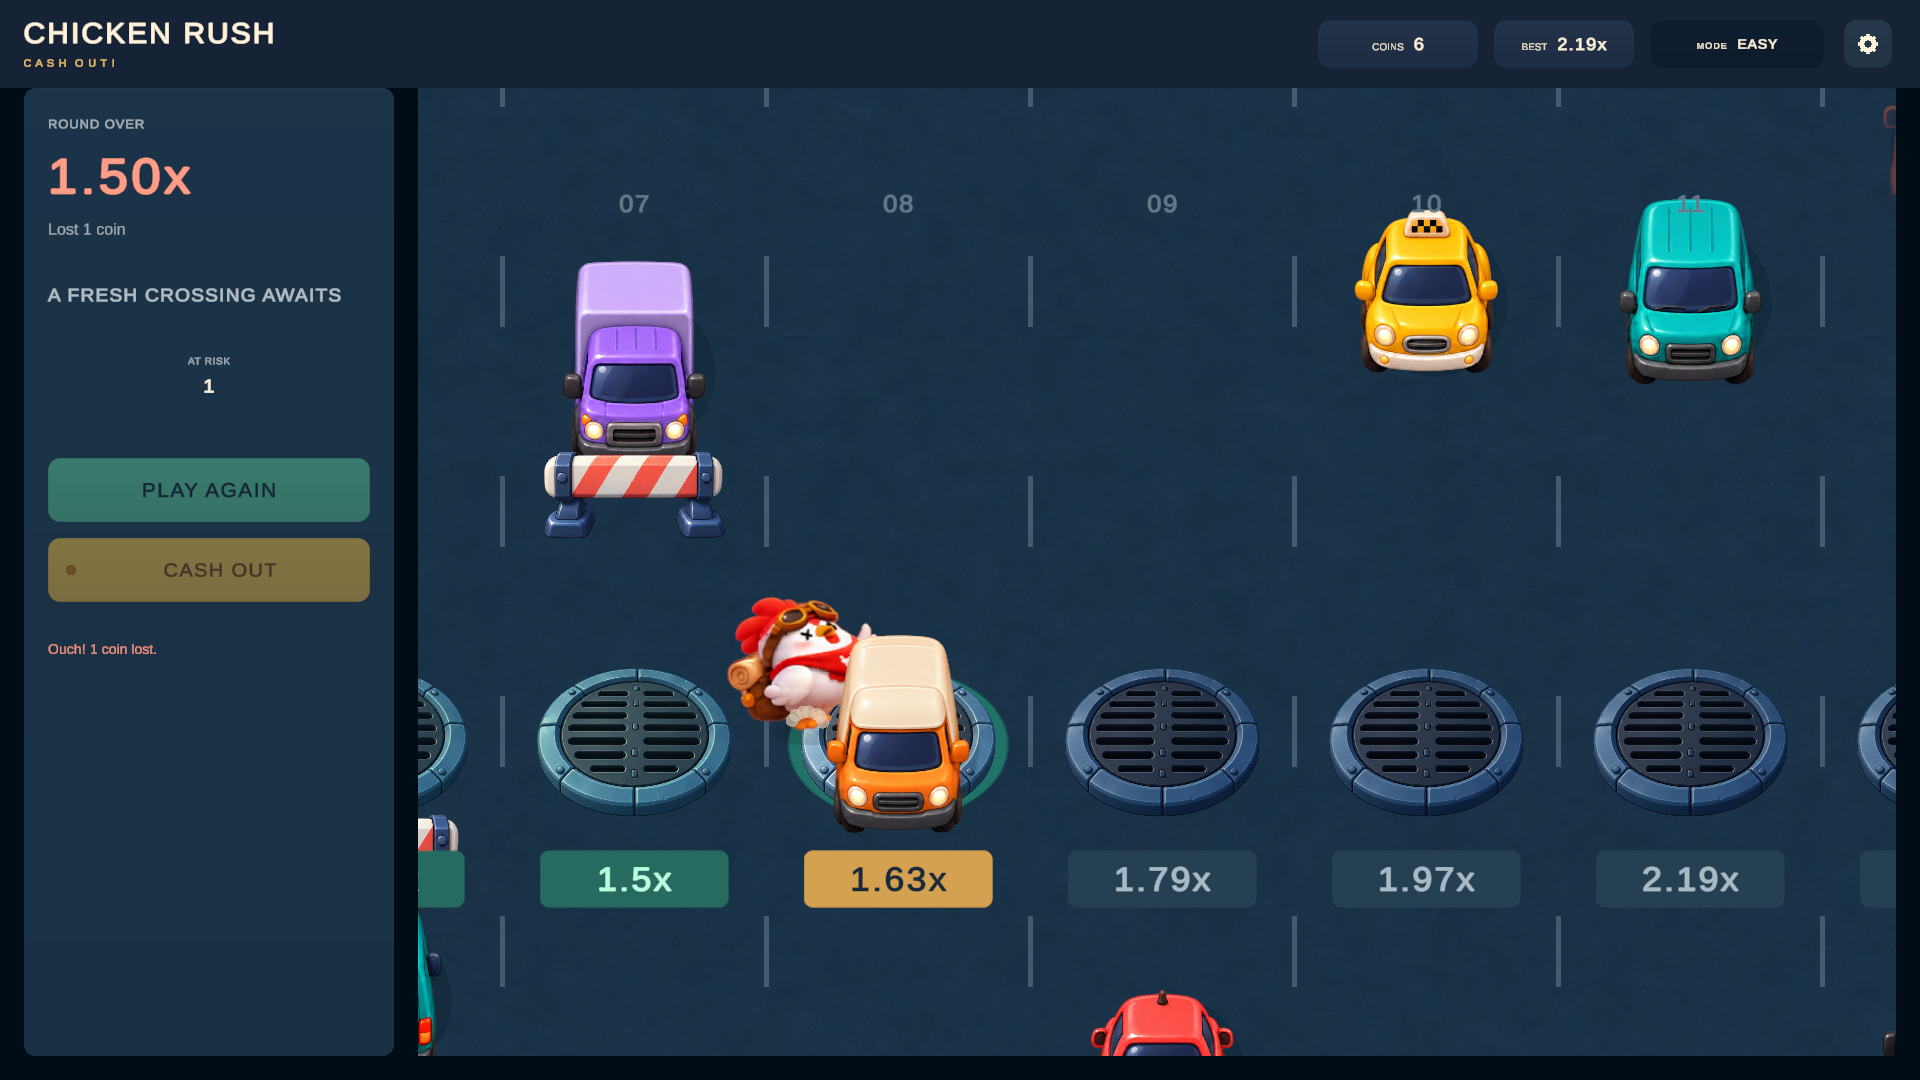 CHICKEN RUSH
CASH OUT!
COINS 6
BEST 2.19x
MODE EASY
ROUND OVER
1.50x
Lost 1 coin
A FRESH CROSSING AWAITS
AT RISK
1
PLAY AGAIN
CASH OUT
Ouch! 1 coin lost.
07
08
09
10
11
1.5x
1.63x
1.79x
1.97x
2.19x